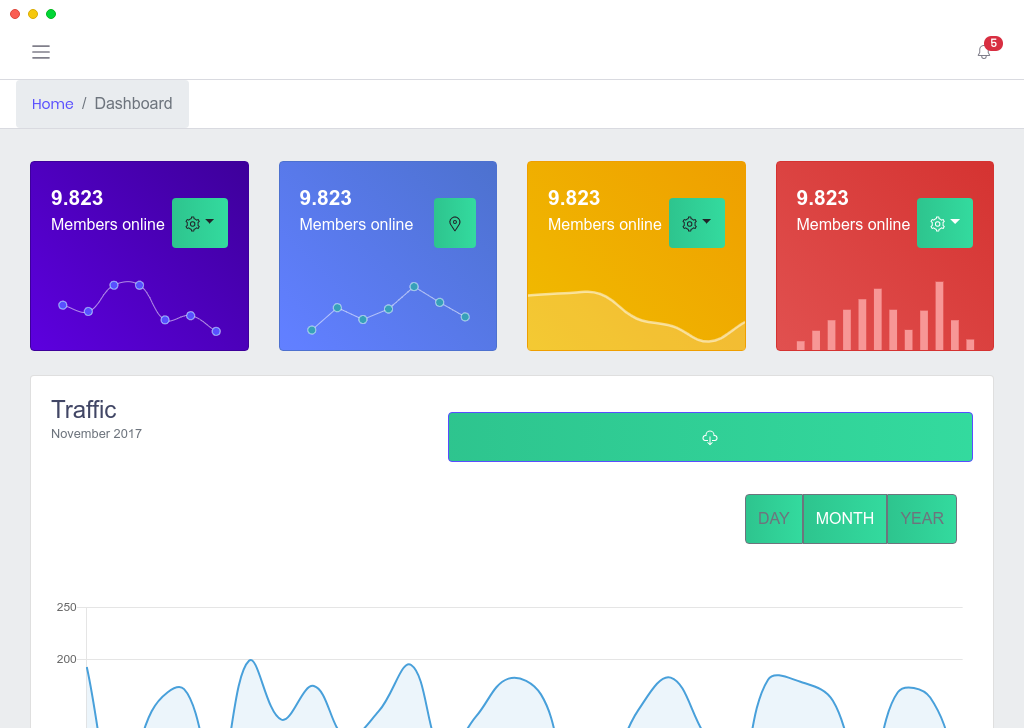 5
Home / Dashboard
9.823
Members online
9.823
Members online
9.823
Members online
9.823
Members online
Traffic
November 2017
DAY MONTH YEAR
250
200